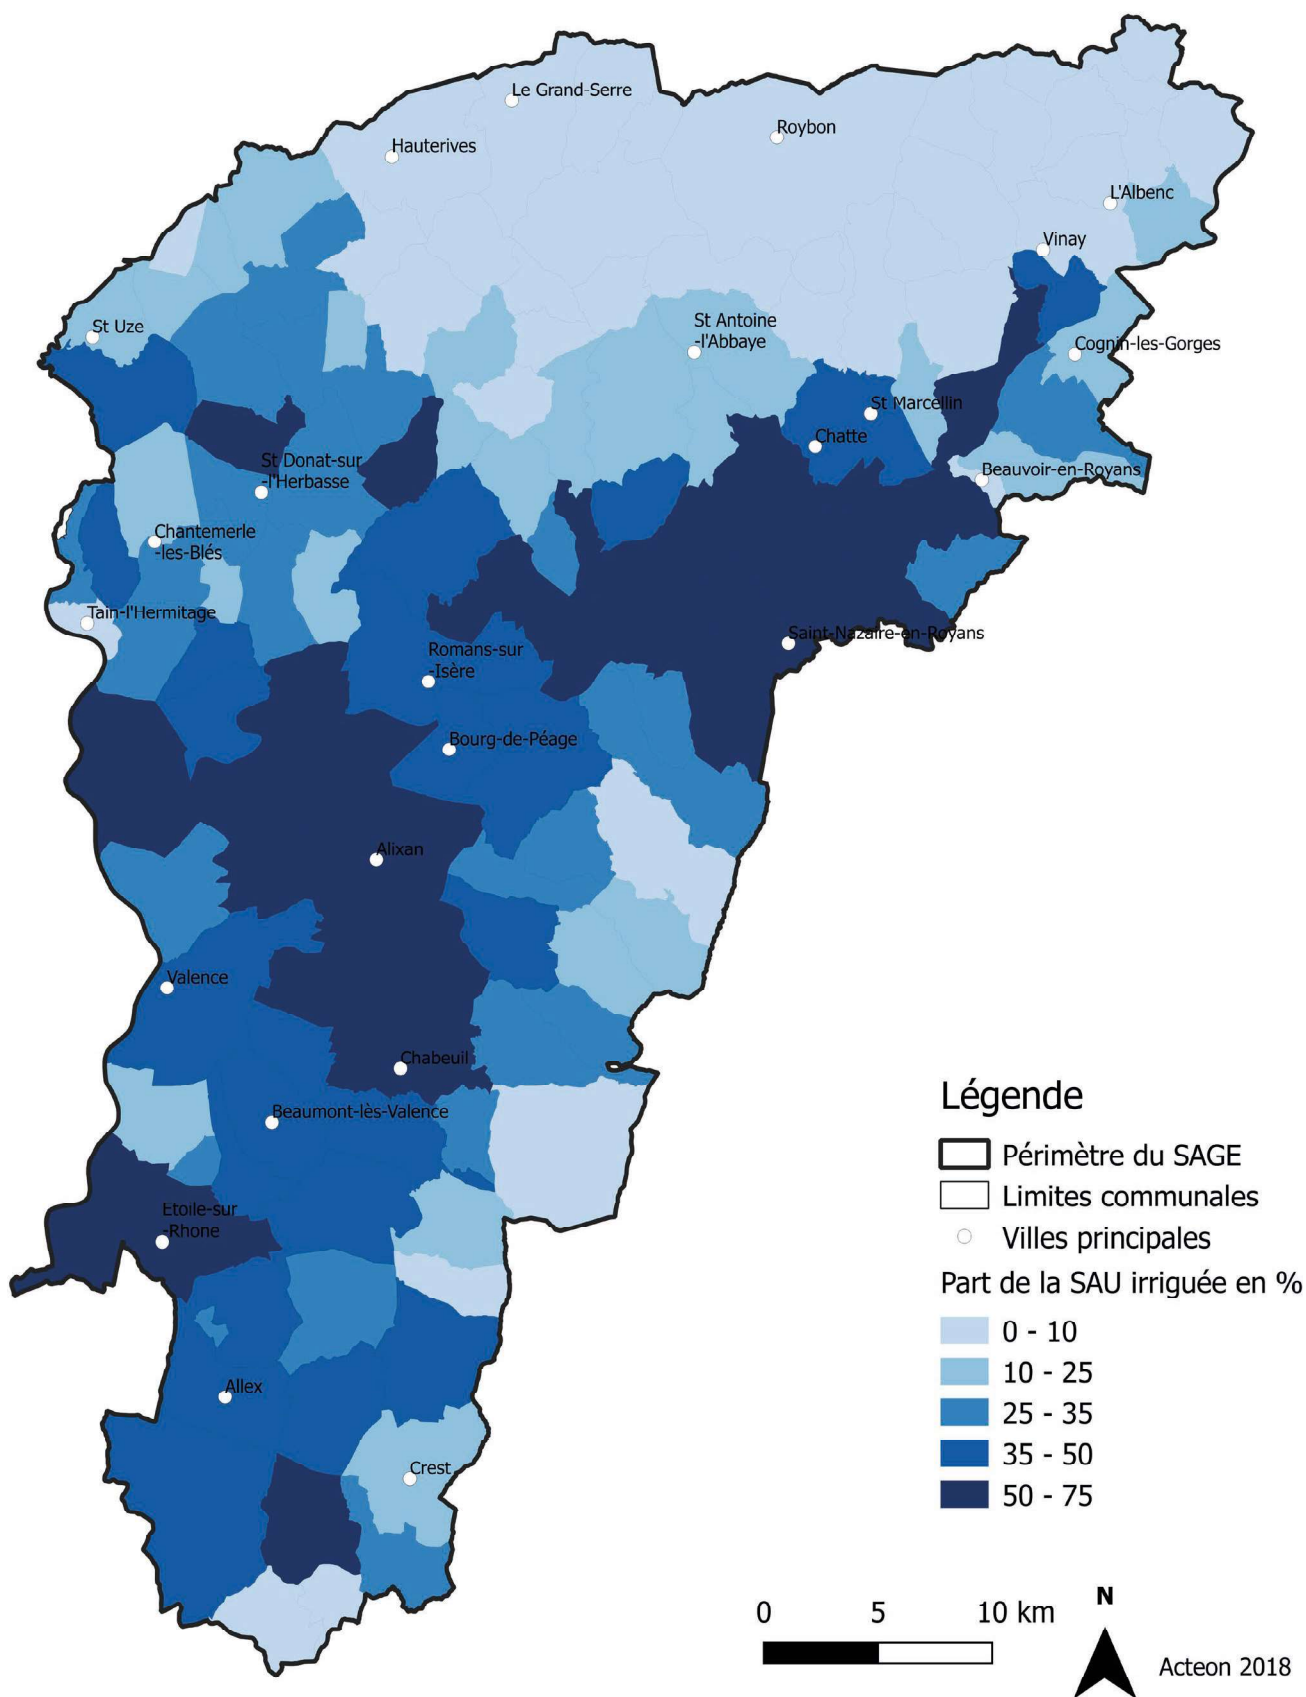 Le Grand-Serre
Roybon
Hauterives
L'Albenc
Vinay
St Uze
St Antoine
-l'Abbaye
Cognin-les-Gorges
St Marcellin
Chatte
St Donat-sur
-l'Herbasse
Beauvoir-en-Royans
Chantemerle
-les-Blés
Tain-l'Hermitage
Saint-Nazaire-en-Royans
Romans-sur
-Isère
Bourg-de-Péage
Alixan
Valence
Chabeuil
Beaumont-lès-Valence
Etoile-sur
-Rhone
Allex
Crest
Légende
Périmètre du SAGE
Limites communales
Villes principales
Part de la SAU irriguée en %
0 - 10
10 - 25
25 - 35
35 - 50
50 - 75
0 5 10 km
N
Acteon 2018